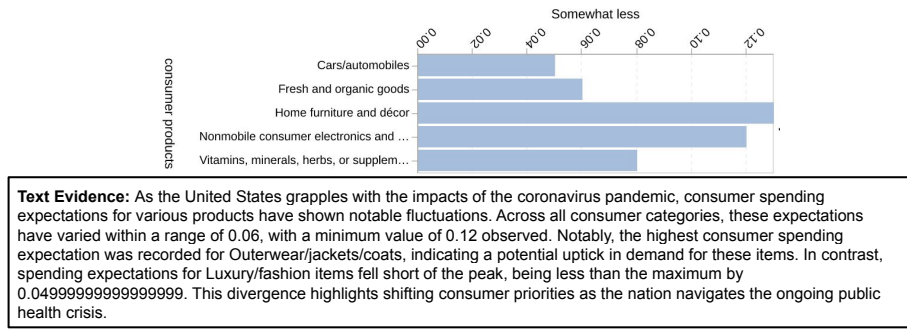 Somewhat less
0.00 0.02 0.04 0.06 0.08 0.10 0.12
consumer products
Cars/automobiles
Fresh and organic goods
Home furniture and décor
Nonmobile consumer electronics and …
Vitamins, minerals, herbs, or supplem…
Text Evidence: As the United States grapples with the impacts of the coronavirus pandemic, consumer spending
expectations for various products have shown notable fluctuations. Across all consumer categories, these expectations
have varied within a range of 0.06, with a minimum value of 0.12 observed. Notably, the highest consumer spending
expectation was recorded for Outerwear/jackets/coats, indicating a potential uptick in demand for these items. In contrast,
spending expectations for Luxury/fashion items fell short of the peak, being less than the maximum by
0.04999999999999999. This divergence highlights shifting consumer priorities as the nation navigates the ongoing public
health crisis.